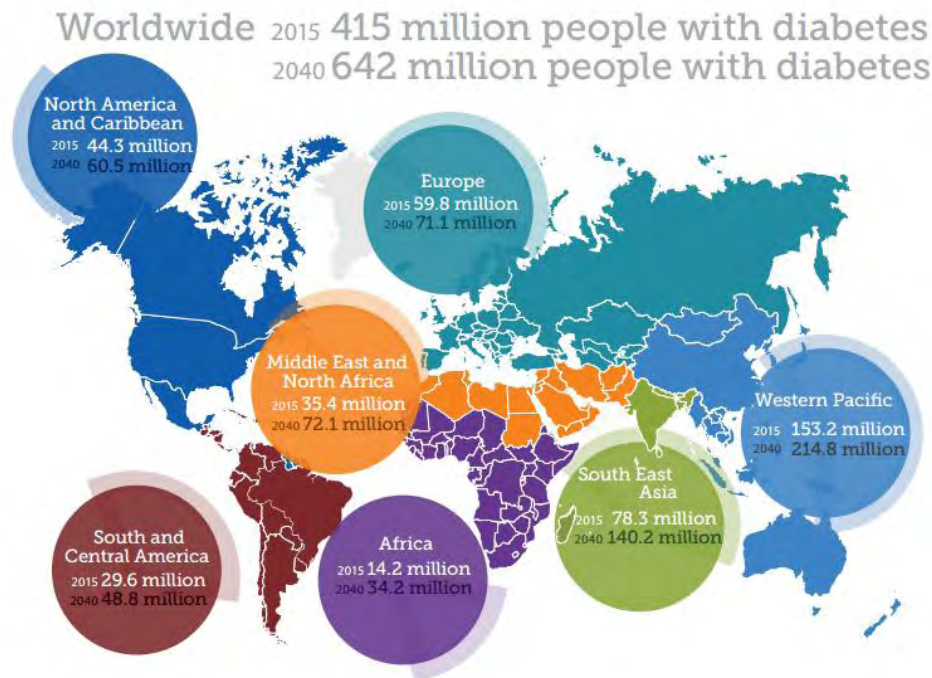 Worldwide 2015 415 million people with diabetes
2040 642 million people with diabetes
North America
and Caribbean
2015 44.3 million
2040 60.5 million
Europe
2015 59.8 million
2040 71.1 million
Middle East and
North Africa
2015 35.4 million
2040 72.1 million
Western Pacific
2015 153.2 million
2040 214.8 million
South East
Asia
2015 78.3 million
2040 140.2 million
South and
Central America
2015 29.6 million
2040 48.8 million
Africa
2015 14.2 million
2040 34.2 million